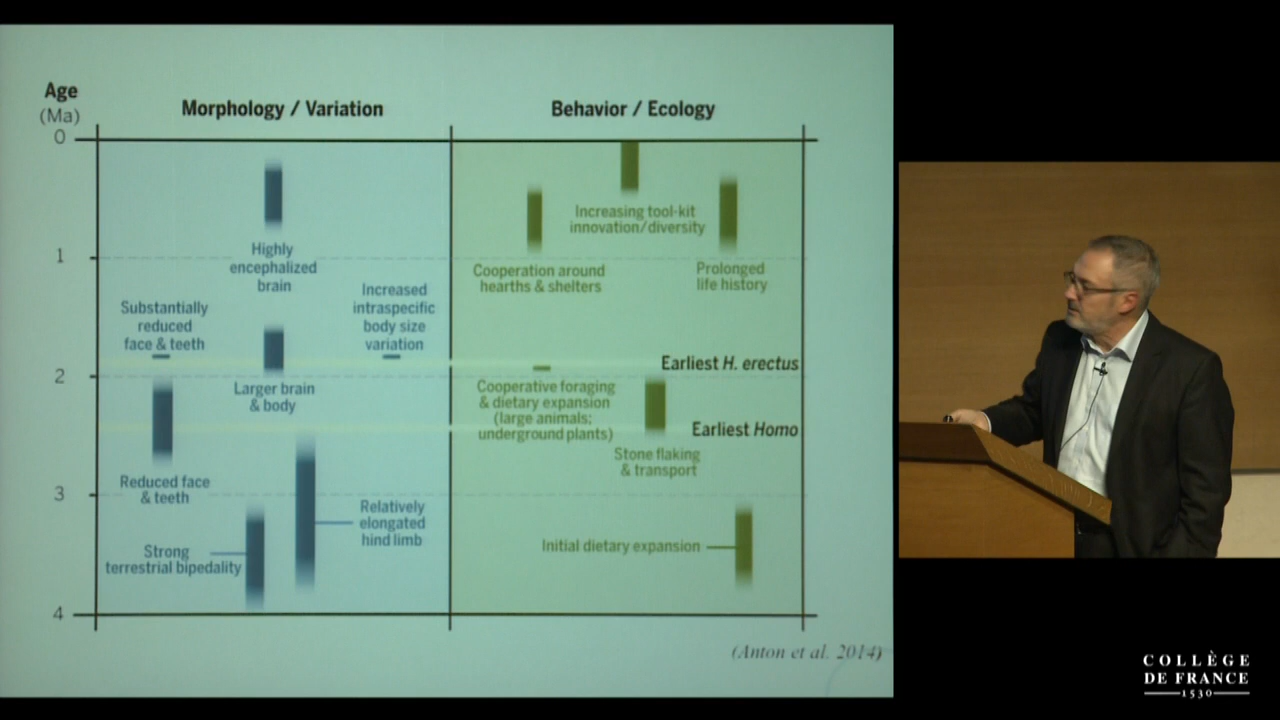 Age
(Ma)
Morphology / Variation
Behavior / Ecology
0
1
2
3
4
Highly
encephalized
brain
Substantially
reduced
face & teeth
Increased
intraspecific
body size
variation
Larger brain
& body
Reduced face
& teeth
Relatively
elongated
hind limb
Strong
terrestrial bipedality
Increasing tool-kit
innovation/diversity
Cooperation around
hearths & shelters
Prolonged
life history
Earliest H. erectus
Cooperative foraging
& dietary expansion
(large animals;
underground plants)
Earliest Homo
Stone flaking
& transport
Initial dietary expansion
(Anton et al. 2014)
COLLÈGE
DE FRANCE
1530